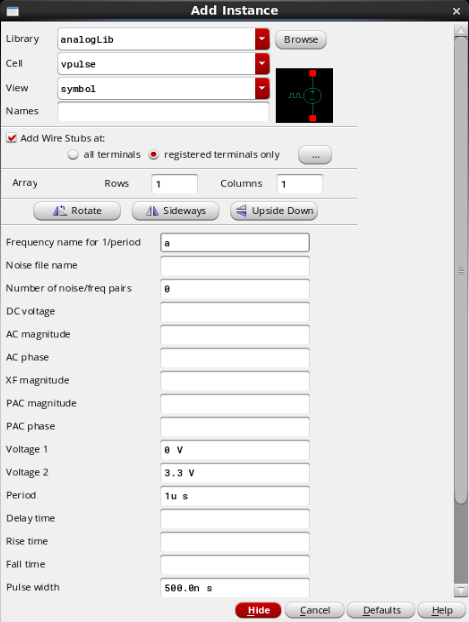 Add Instance
Library analogLib Browse
Cell vpulse
View symbol
Names
Add Wire Stubs at:
all terminals registered terminals only ...
Array Rows 1 Columns 1
Rotate Sideways Upside Down
Frequency name for 1/period a
Noise file name
Number of noise/freq pairs 0
DC voltage
AC magnitude
AC phase
XF magnitude
PAC magnitude
PAC phase
Voltage 1 0 V
Voltage 2 3.3 V
Period 1u s
Delay time
Rise time
Fall time
Pulse width 500.0n s
Hide Cancel Defaults Help